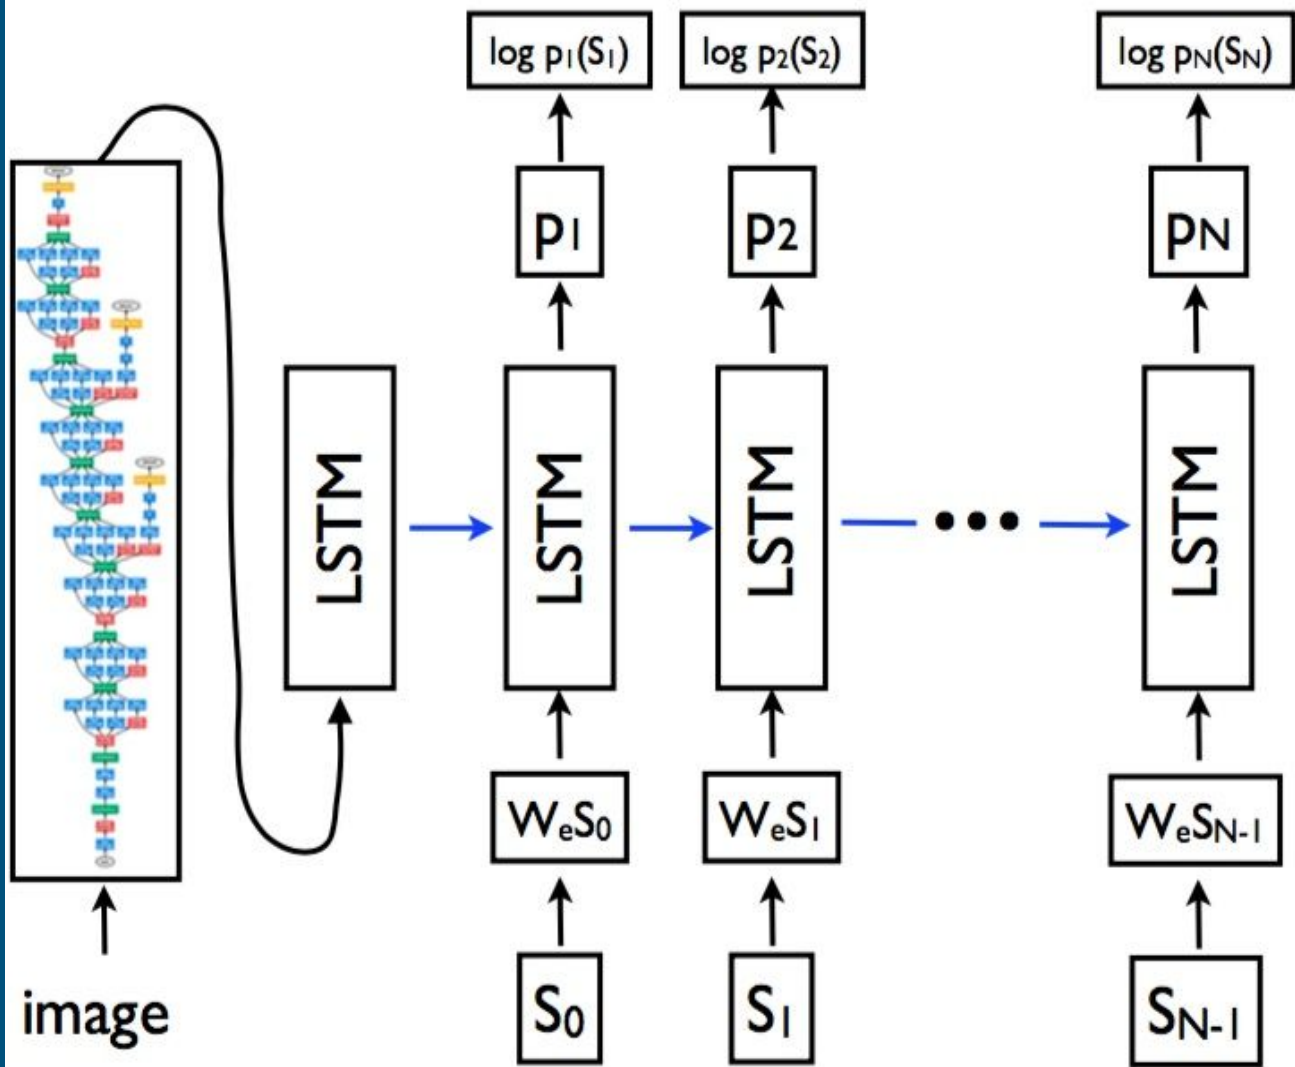 log p₁(S₁) log p₂(S₂) log pN(SN)
p₁ p₂ pN
LSTM LSTM LSTM LSTM
WeS₀ WeS₁ WeSN-1
S₀ S₁ SN-1
image